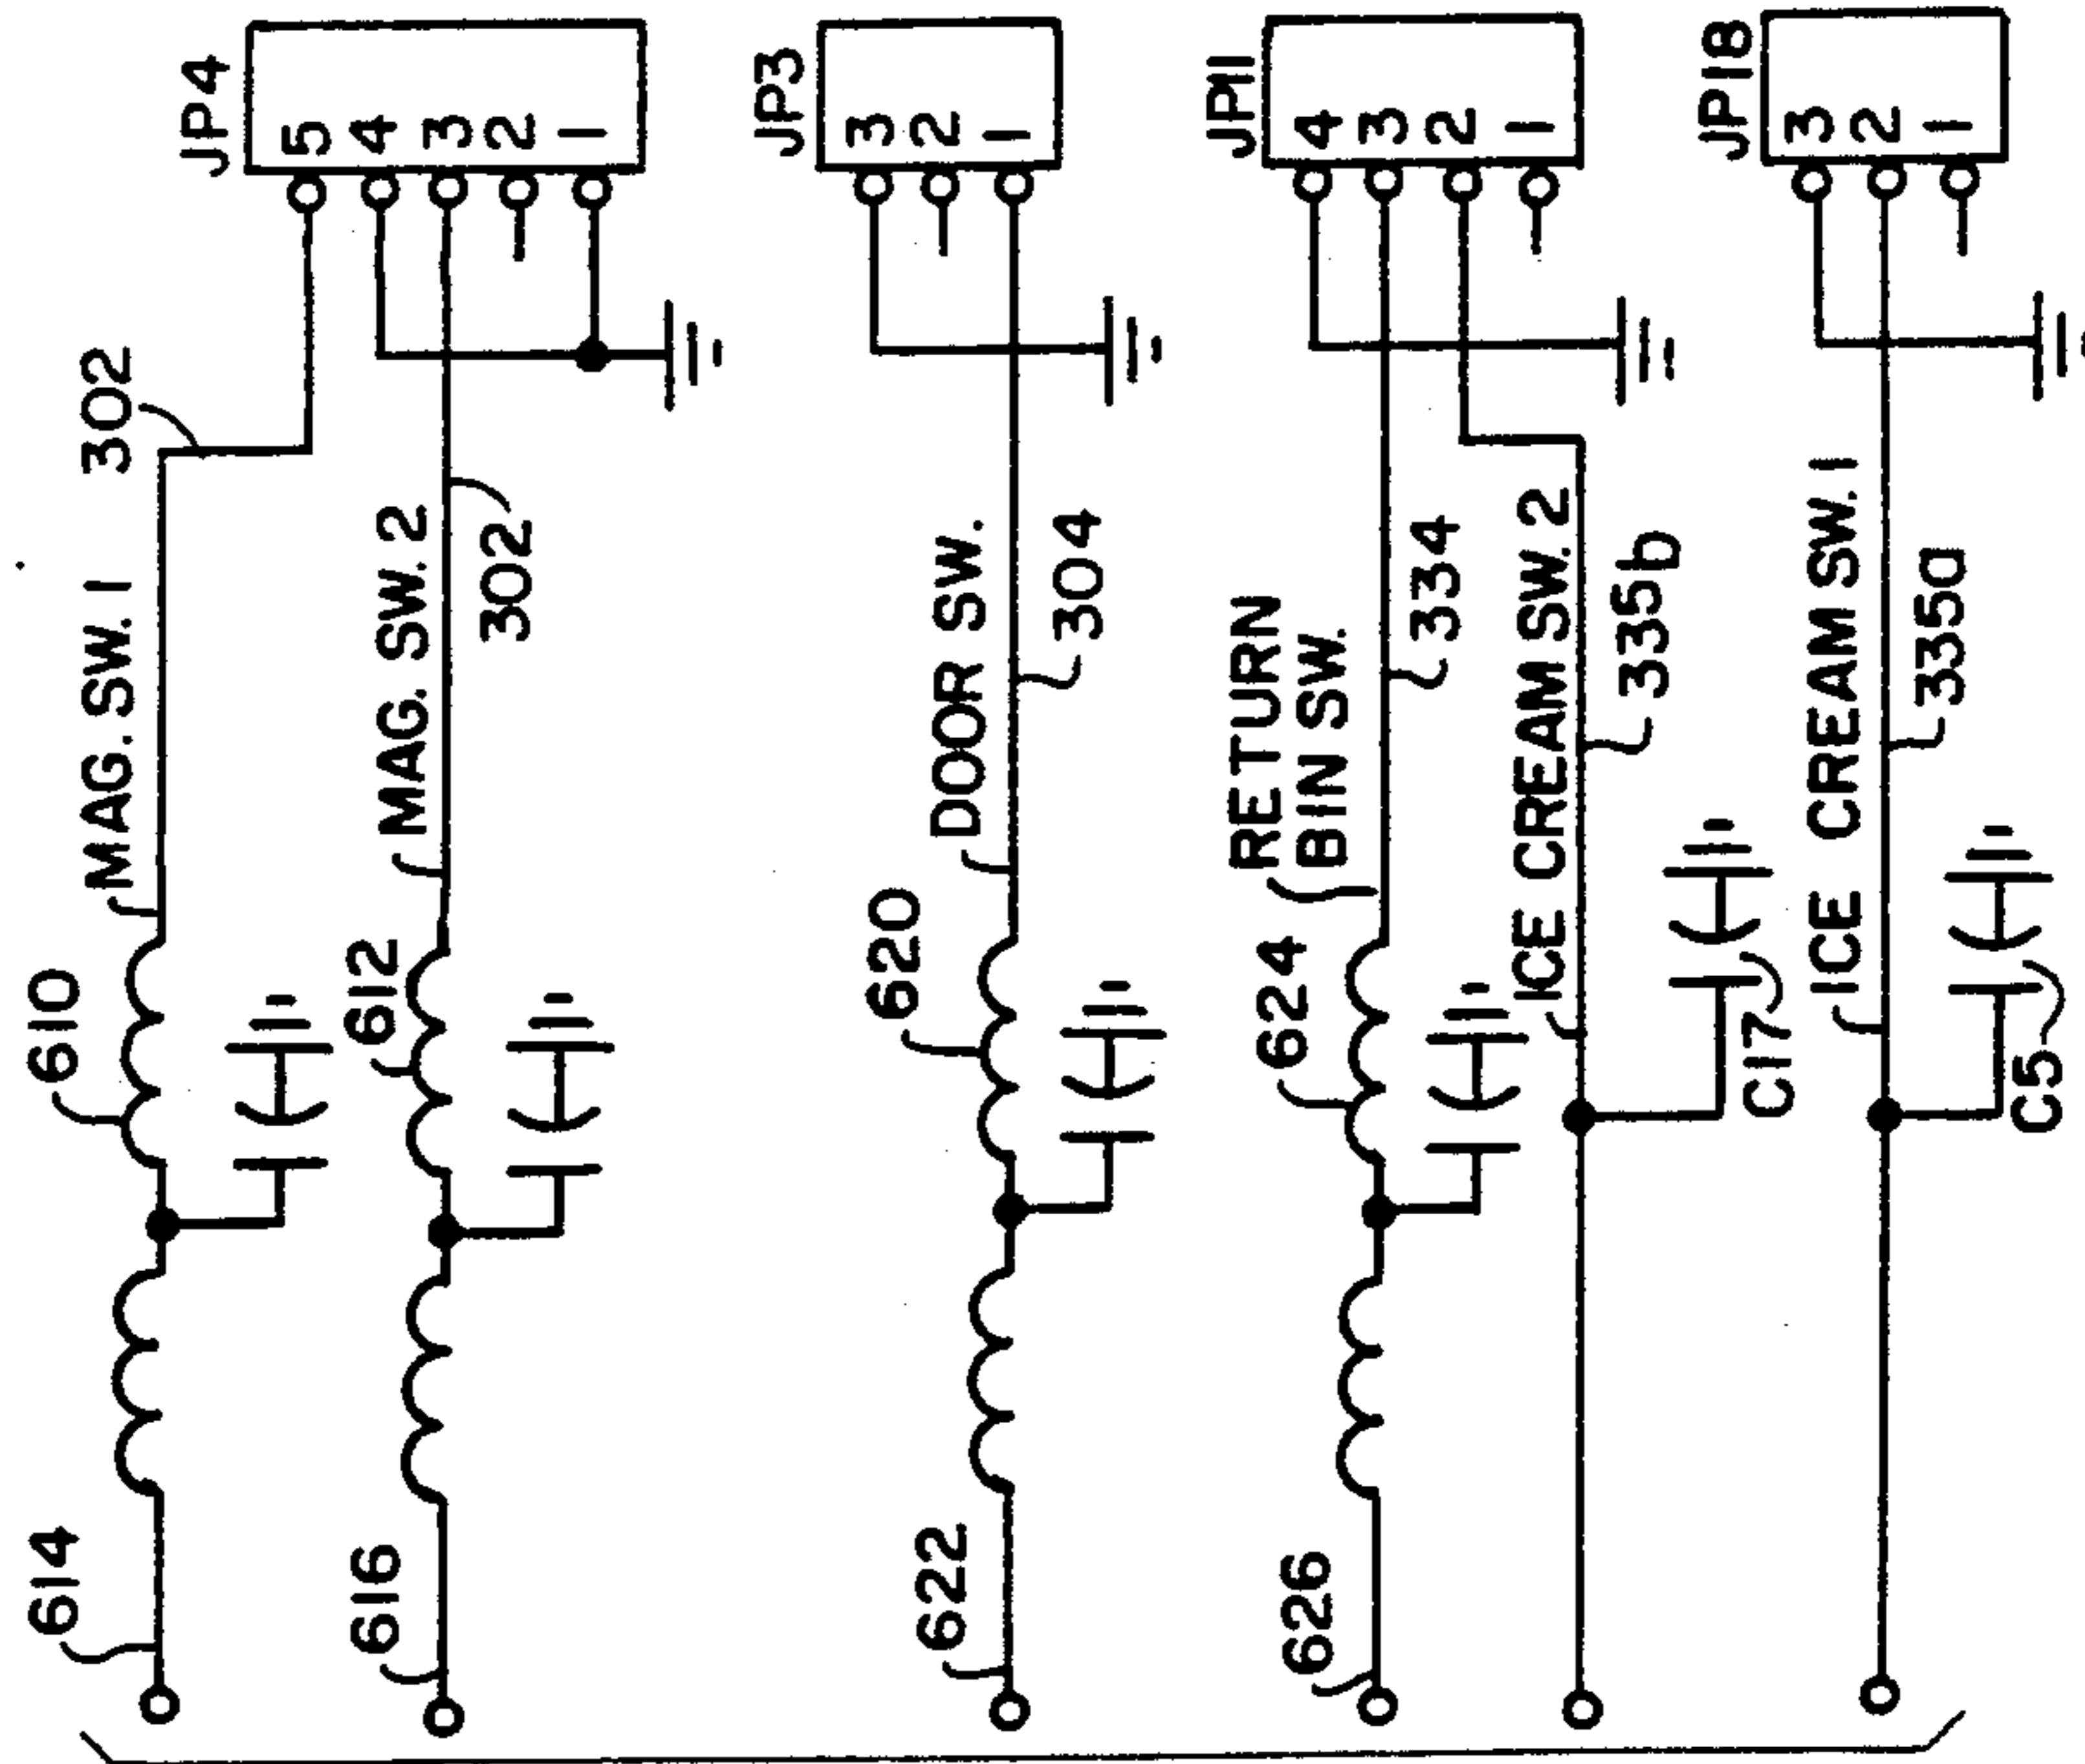 614
610
MAG. SW. 1
302
JP4
5
4
3
2
1
616
612
MAG. SW. 2
302
622
620
DOOR SW.
304
JP3
3
2
1
626
624
RETURN
BIN SW.
334
JP11
4
3
2
1
ICE CREAM SW. 2
335b
C17
ICE CREAM SW. 1
335a
C5
JP18
3
2
1